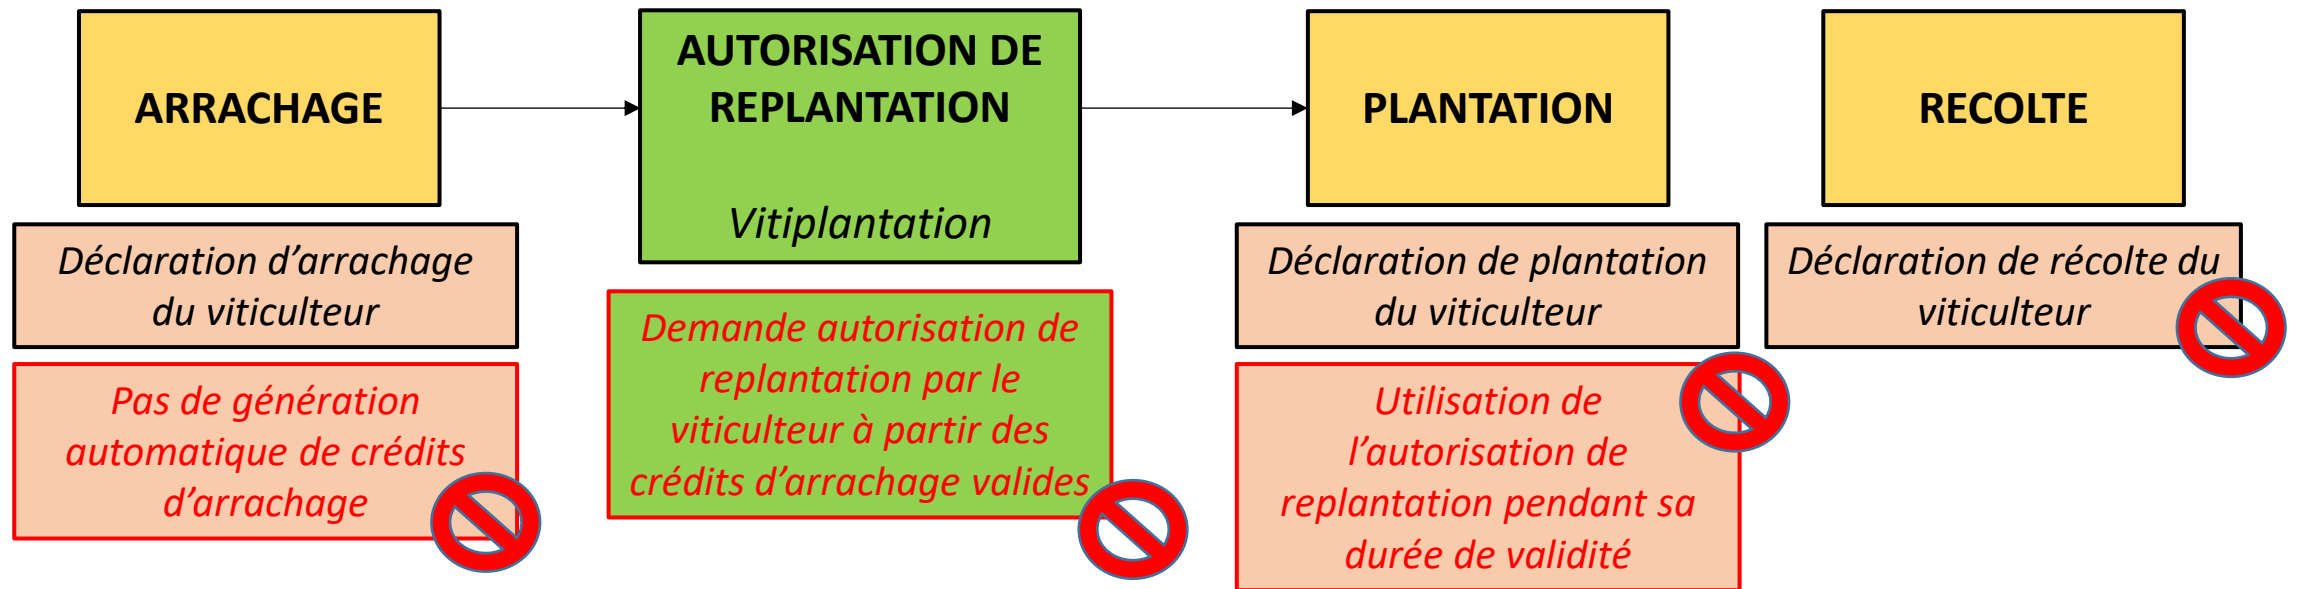 ARRACHAGE
Déclaration d’arrachage
du viticulteur
Pas de génération
automatique de crédits
d’arrachage
AUTORISATION DE
REPLANTATION
Vitiplantation
Demande autorisation de
replantation par le
viticulteur à partir des
crédits d’arrachage valides
PLANTATION
Déclaration de plantation
du viticulteur
Utilisation de
l’autorisation de
replantation pendant sa
durée de validité
RECOLTE
Déclaration de récolte du
viticulteur